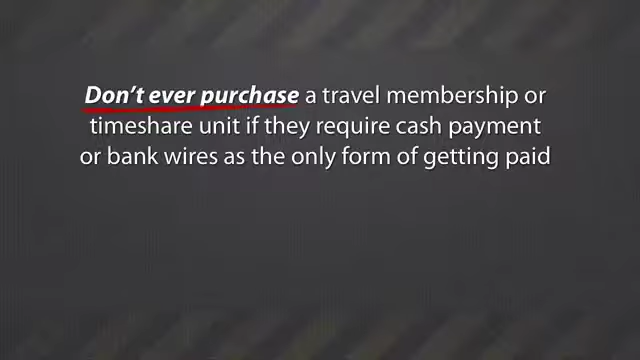 Don't ever purchase a travel membership or
timeshare unit if they require cash payment
or bank wires as the only form of getting paid